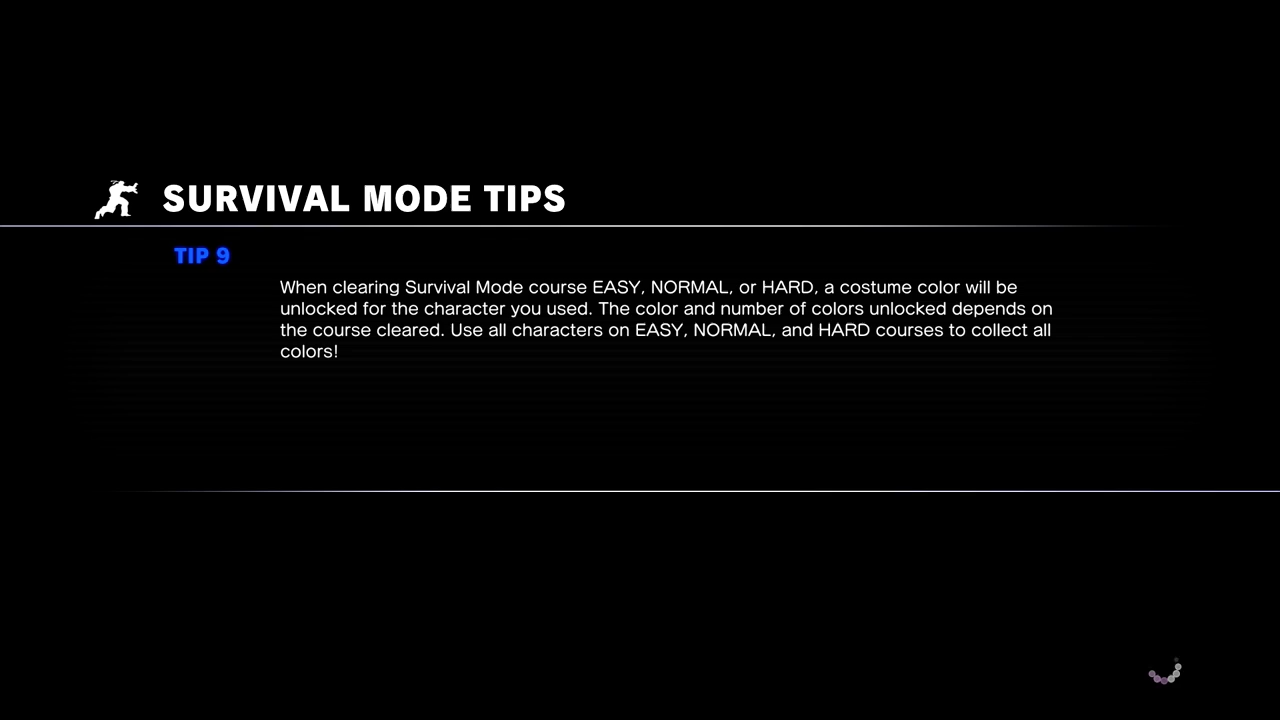 SURVIVAL MODE TIPS
TIP 9
When clearing Survival Mode course EASY, NORMAL, or HARD, a costume color will be
unlocked for the character you used. The color and number of colors unlocked depends on
the course cleared. Use all characters on EASY, NORMAL, and HARD courses to collect all
colors!